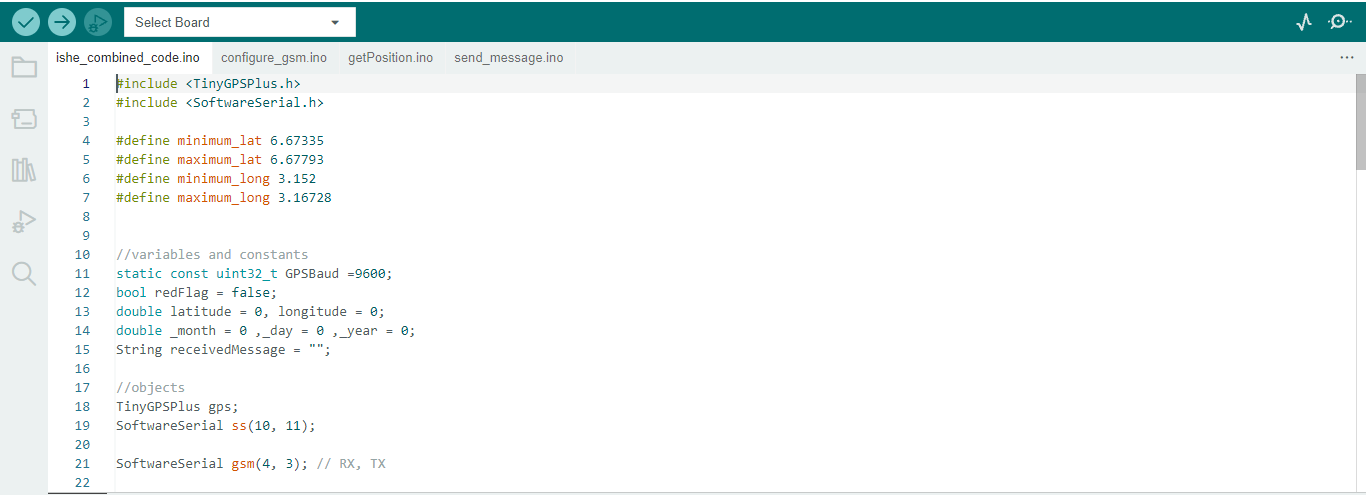 Select Board
ishe_combined_code.ino configure_gsm.ino getPosition.ino send_message.ino
1 #include <TinyGPSPlus.h>
2 #include <SoftwareSerial.h>
3
4 #define minimum_lat 6.67335
5 #define maximum_lat 6.67793
6 #define minimum_long 3.152
7 #define maximum_long 3.16728
8
9
10 //variables and constants
11 static const uint32_t GPSBaud =9600;
12 bool redFlag = false;
13 double latitude = 0, longitude = 0;
14 double _month = 0 ,_day = 0 ,_year = 0;
15 String receivedMessage = "";
16
17 //objects
18 TinyGPSPlus gps;
19 SoftwareSerial ss(10, 11);
20
21 SoftwareSerial gsm(4, 3); // RX, TX
22